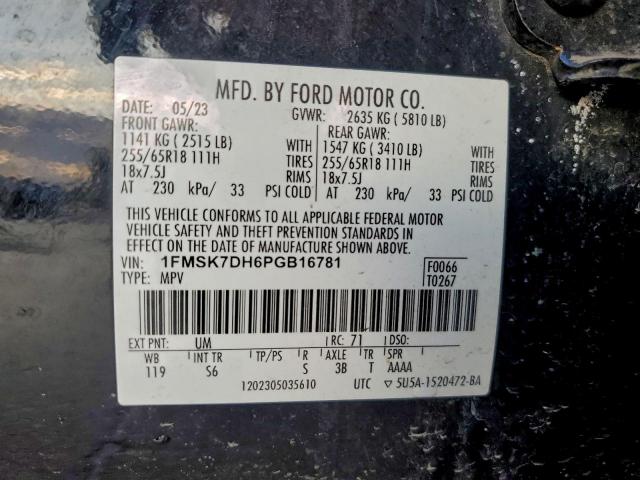 MFD. BY FORD MOTOR CO.
DATE: 05/23 GVWR: 2635 KG ( 5810 LB)
FRONT GAWR: REAR GAWR:
1141 KG ( 2515 LB) WITH 1547 KG ( 3410 LB) WITH
255/65R18 111H TIRES 255/65R18 111H TIRES
18x7.5J RIMS 18x7.5J RIMS
AT 230 kPa/ 33 PSI COLD AT 230 kPa/ 33 PSI COLD
THIS VEHICLE CONFORMS TO ALL APPLICABLE FEDERAL MOTOR
VEHICLE SAFETY AND THEFT PREVENTION STANDARDS IN
EFFECT ON THE DATE OF MANUFACTURE SHOWN ABOVE.
VIN: 1FMSK7DH6PGB16781 F0066
TYPE: MPV T0267
EXT PNT: UM RC: 71 DSO:
WB INT TR TP/PS R AXLE TR SPR
119 S6 S 3B T AAAA
1202305035610 UTC ▽ 5U5A-1520472-BA